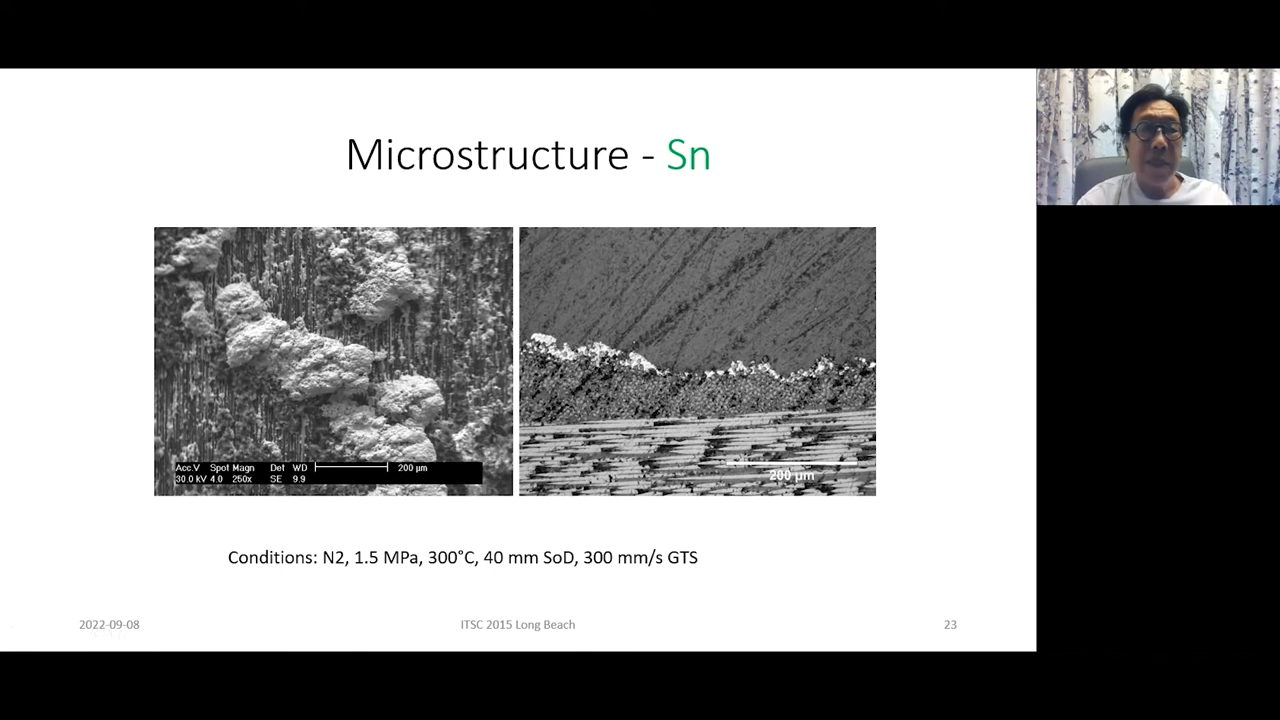 Microstructure - Sn
Acc.V Spot Magn Det WD 200 µm
30.0 kV 4.0 250x SE 9.9
200 µm
Conditions: N2, 1.5 MPa, 300°C, 40 mm SoD, 300 mm/s GTS
2022-09-08 ITSC 2015 Long Beach 23